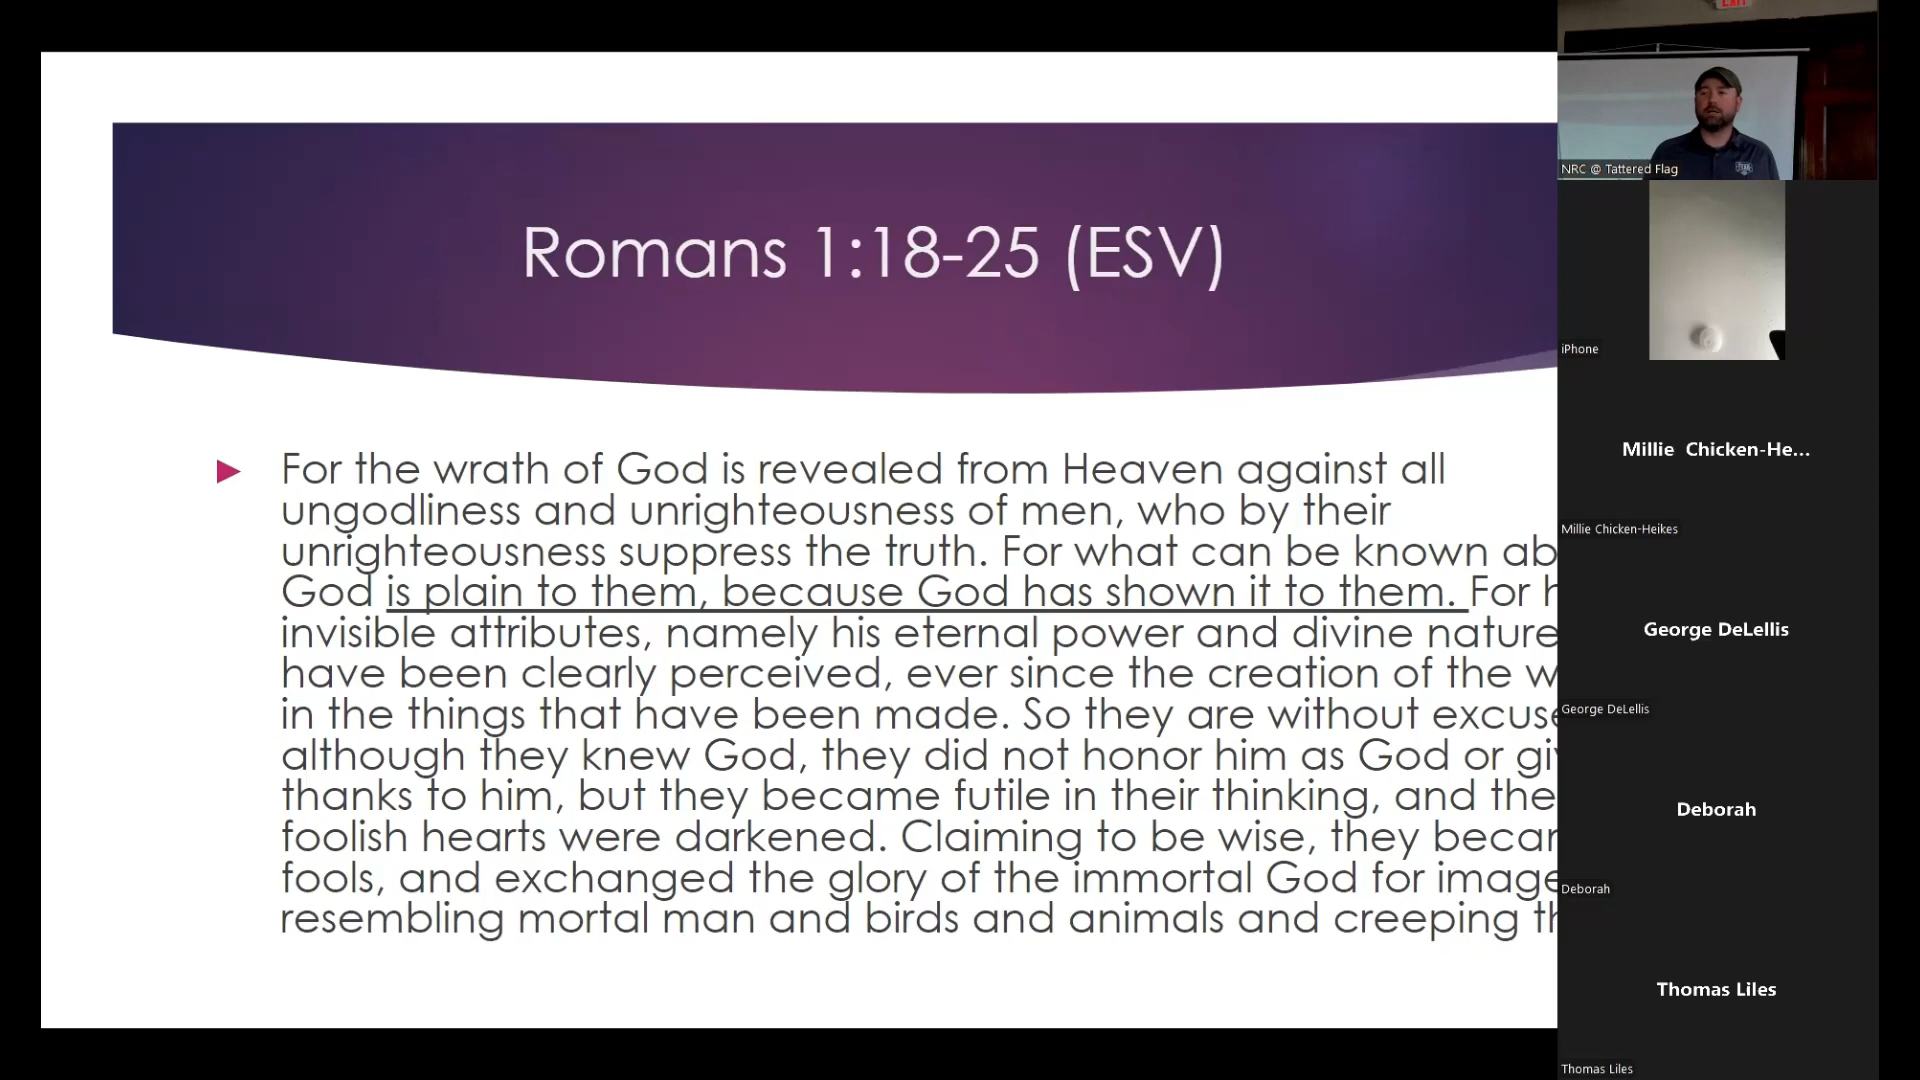 Romans 1:18-25 (ESV)
For the wrath of God is revealed from Heaven against all
ungodliness and unrighteousness of men, who by their
unrighteousness suppress the truth. For what can be known ab
God is plain to them, because God has shown it to them. For h
invisible attributes, namely his eternal power and divine nature
have been clearly perceived, ever since the creation of the w
in the things that have been made. So they are without excuse
although they knew God, they did not honor him as God or gi
thanks to him, but they became futile in their thinking, and the
foolish hearts were darkened. Claiming to be wise, they becar
fools, and exchanged the glory of the immortal God for image
resembling mortal man and birds and animals and creeping th
EXIT
NRC @ Tattered Flag
iPhone
Millie Chicken-He...
Millie Chicken-Heikes
George DeLellis
George DeLellis
Deborah
Deborah
Thomas Liles
Thomas Liles